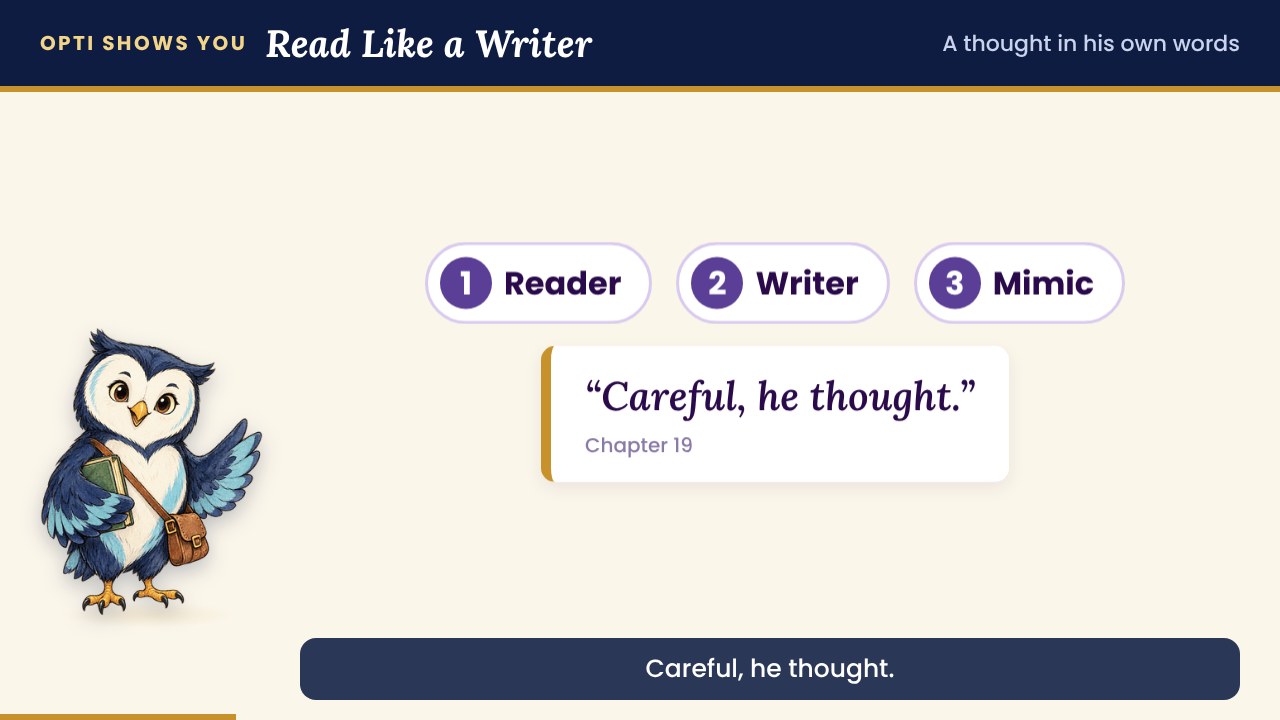 OPTI SHOWS YOU Read Like a Writer
A thought in his own words
1 Reader
2 Writer
3 Mimic
“Careful, he thought.”
Chapter 19
Careful, he thought.